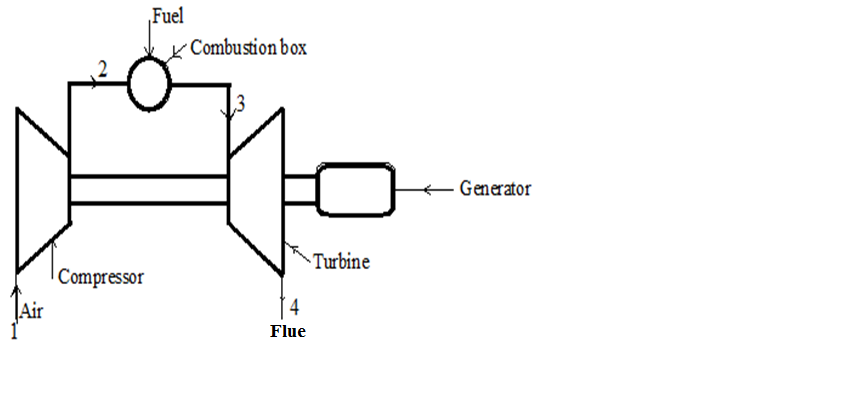 Fuel
Combustion box
2
3
Generator
Turbine
Compressor
Air
1
4
Flue